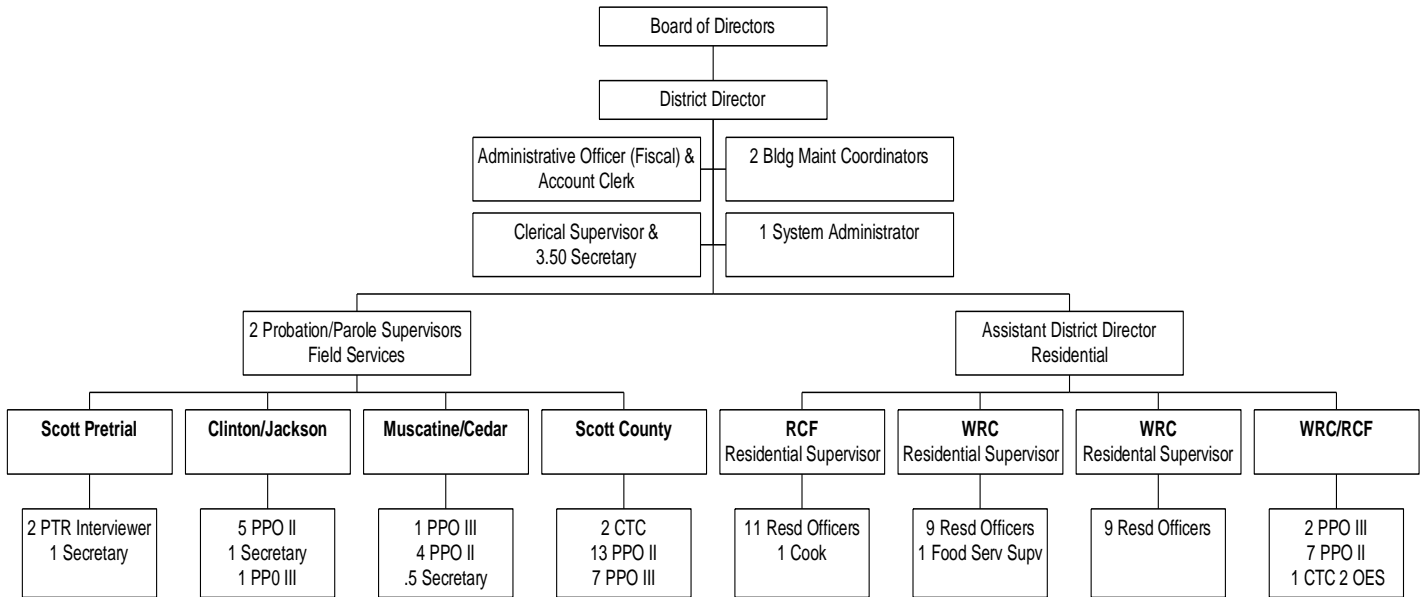 Board of Directors
District Director
Administrative Officer (Fiscal) &
Account Clerk
2 Bldg Maint Coordinators
Clerical Supervisor &
3.50 Secretary
1 System Administrator
2 Probation/Parole Supervisors
Field Services
Assistant District Director
Residential
Scott Pretrial
Clinton/Jackson
Muscatine/Cedar
Scott County
RCF
Residential Supervisor
WRC
Residential Supervisor
WRC
Residental Supervisor
WRC/RCF
2 PTR Interviewer
1 Secretary
5 PPO II
1 Secretary
1 PP0 III
1 PPO III
4 PPO II
.5 Secretary
2 CTC
13 PPO II
7 PPO III
11 Resd Officers
1 Cook
9 Resd Officers
1 Food Serv Supv
9 Resd Officers
2 PPO III
7 PPO II
1 CTC 2 OES